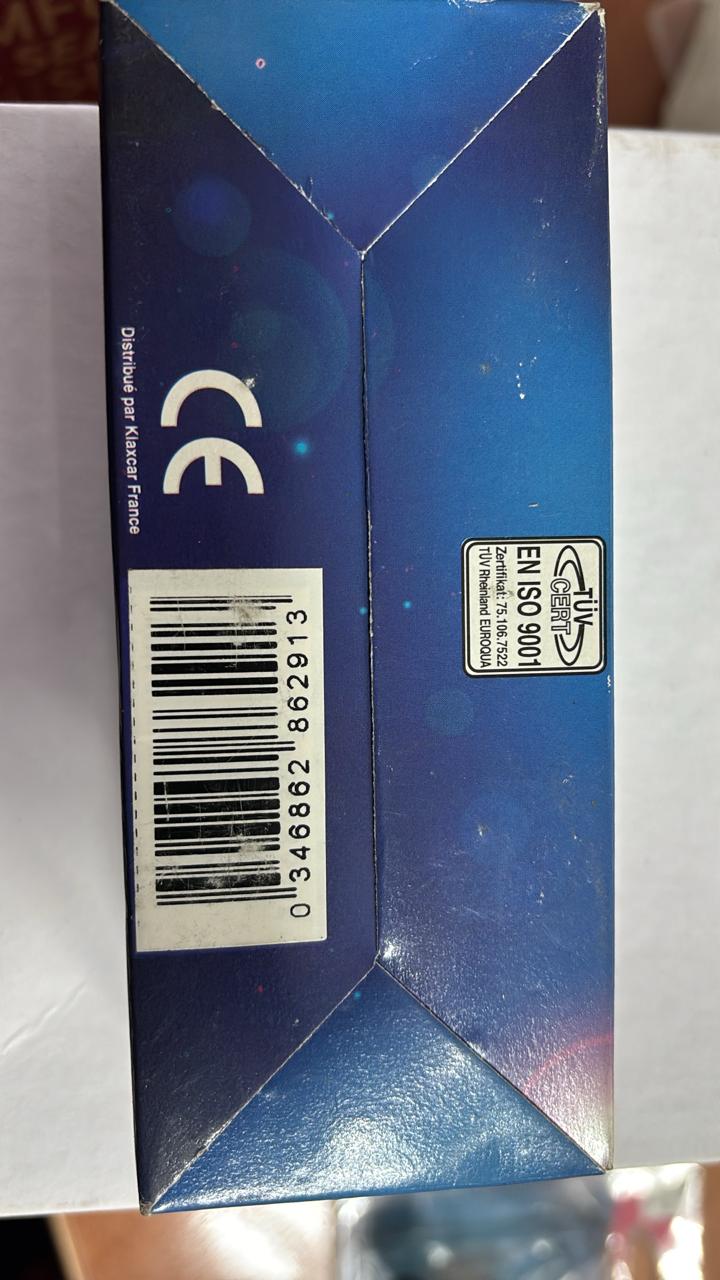 Distribué par Klaxcar France
CE
0 346862 862913
TÜV
CERT
EN ISO 9001
Zertifikat: 75.106.7522
TÜV Rheinland EUROQUA